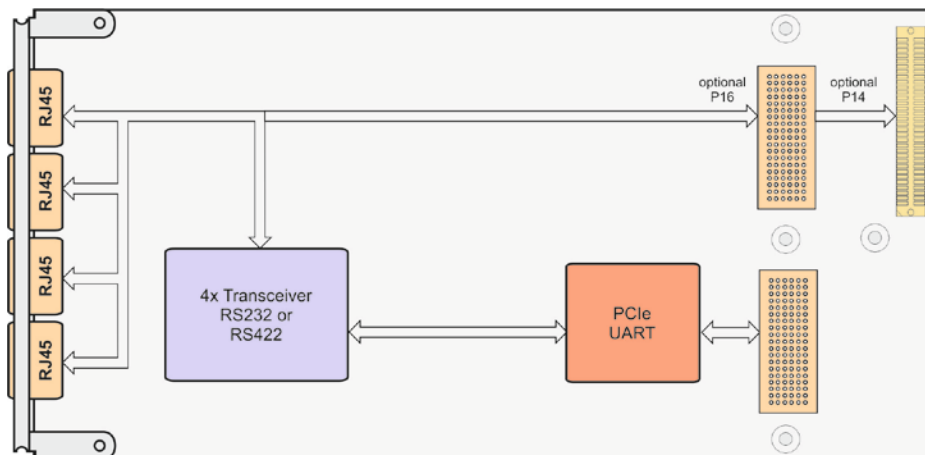 RJ45
RJ45
RJ45
RJ45
optional
P16
optional
P14
4x Transceiver
RS232 or
RS422
PCIe
UART